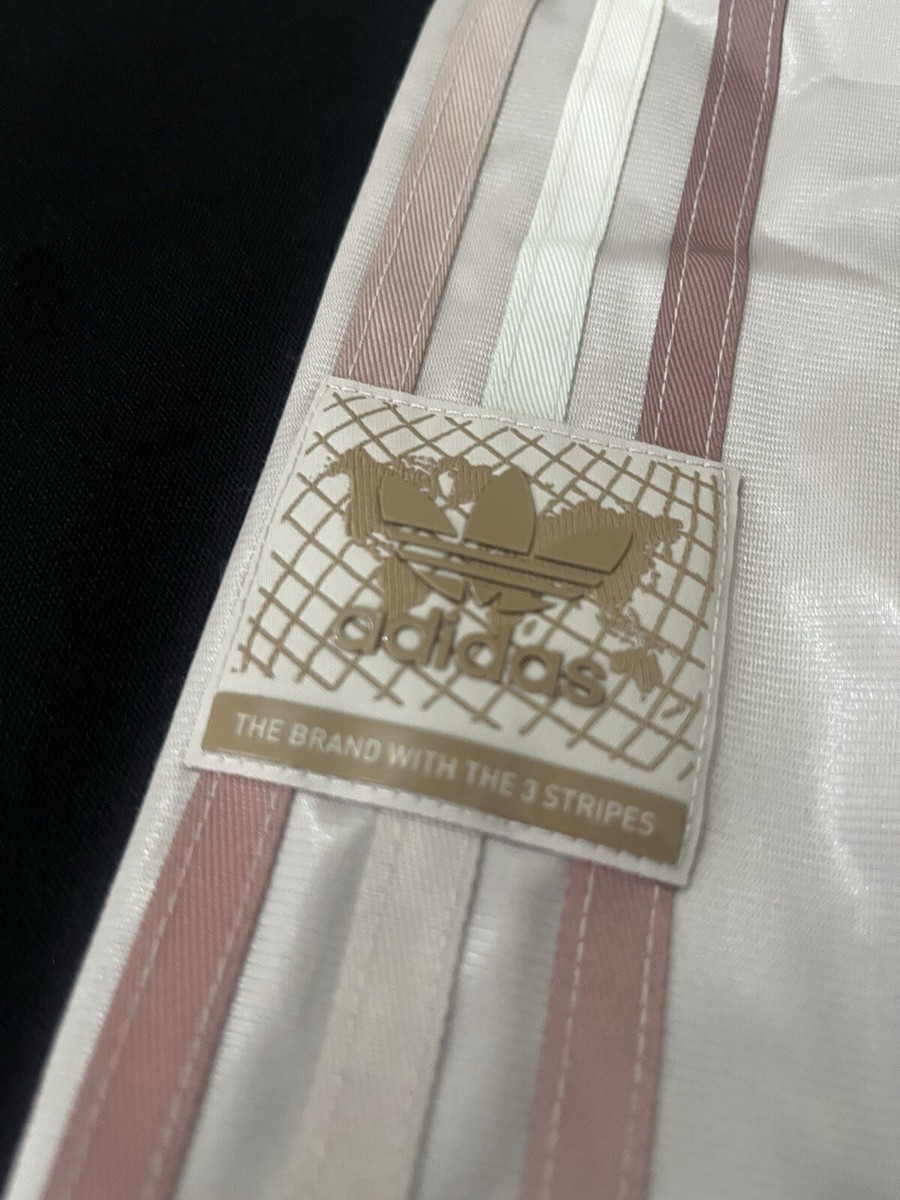 adidas
THE BRAND WITH THE 3 STRIPES